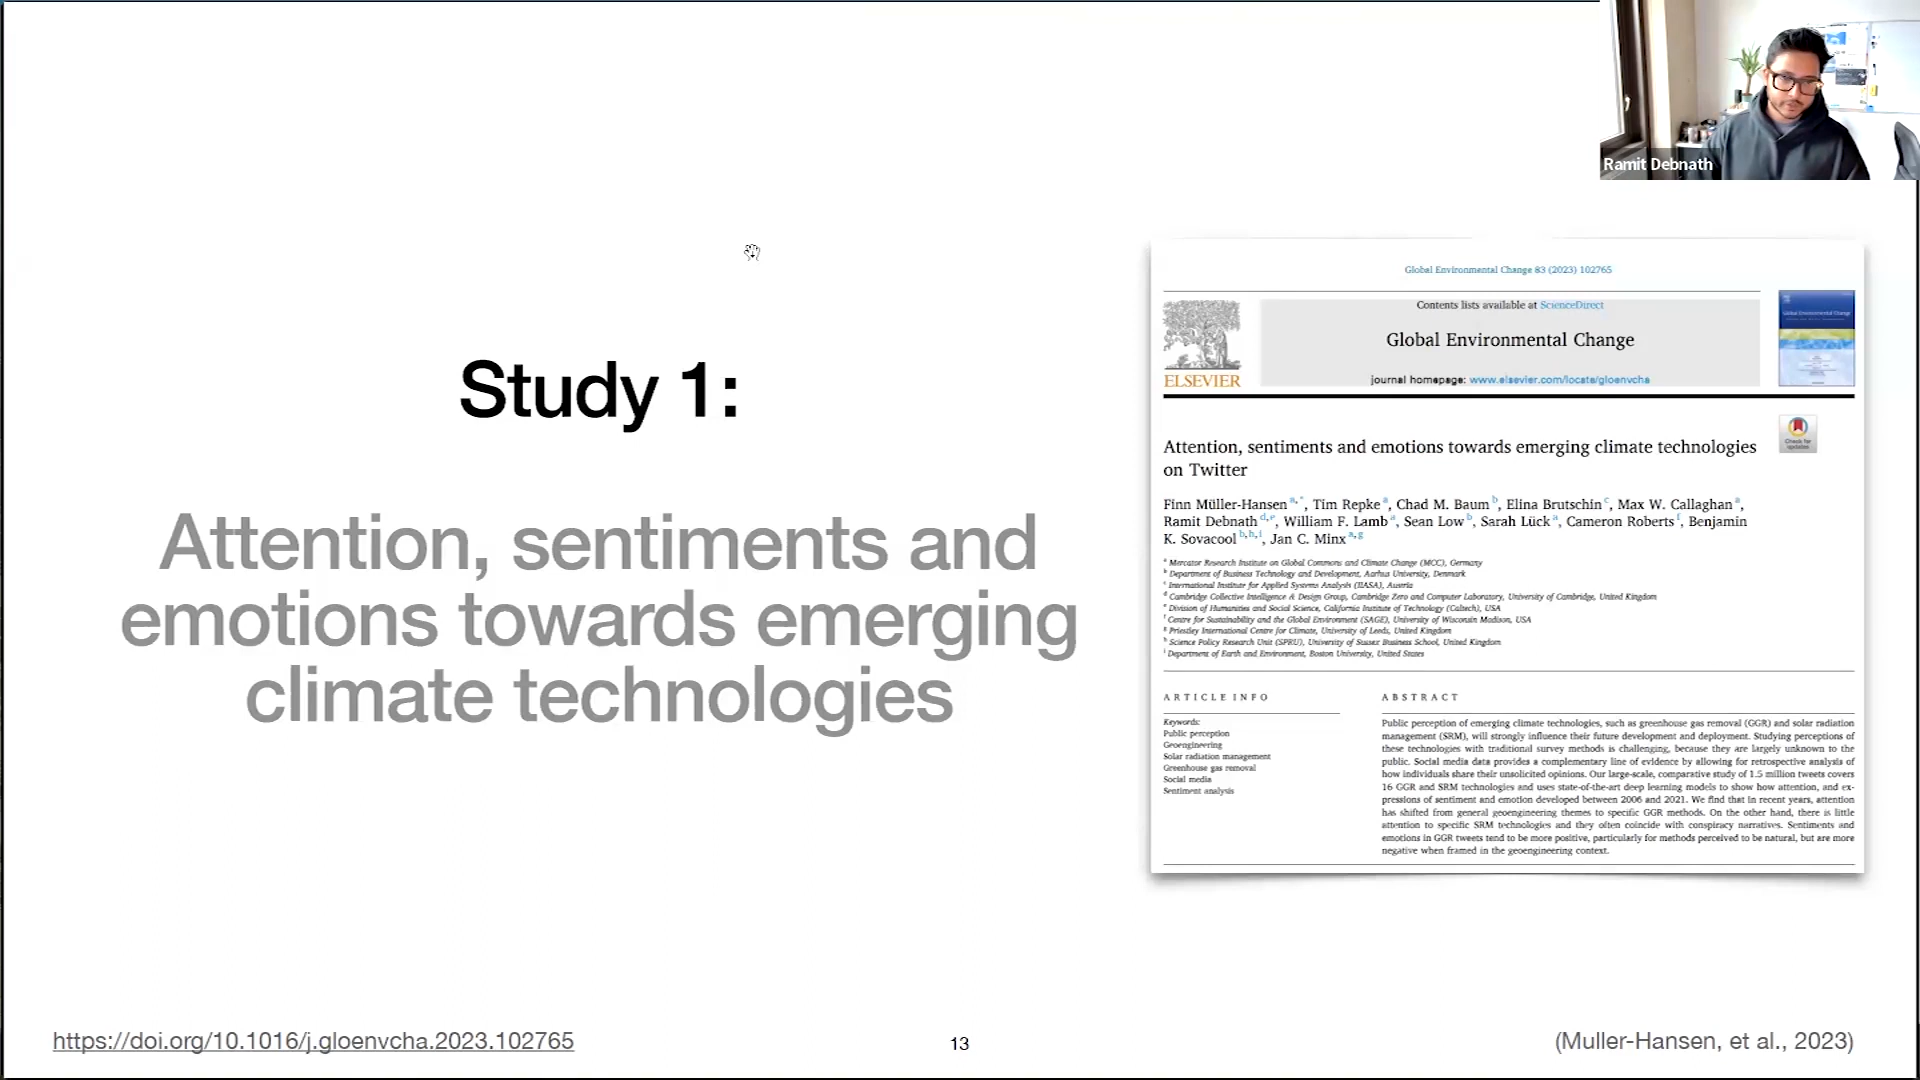 Ramit Debnath
Study 1:
Attention, sentiments and
emotions towards emerging
climate technologies
Global Environmental Change 83 (2023) 102765
Contents lists available at ScienceDirect
Global Environmental Change
journal homepage: www.elsevier.com/locate/gloenvcha
ELSEVIER
Global Environmental Change
Check for
updates
Attention, sentiments and emotions towards emerging climate technologies
on Twitter
Finn Müller-Hansen a,*, Tim Repke a, Chad M. Baum b, Elina Brutschin c, Max W. Callaghan a,
Ramit Debnath d,e, William F. Lamb a, Sean Low b, Sarah Lück a, Cameron Roberts f, Benjamin
K. Sovacool b,h,i, Jan C. Minx a,g
a Mercator Research Institute on Global Commons and Climate Change (MCC), Germany
b Department of Business Technology and Development, Aarhus University, Denmark
c International Institute for Applied Systems Analysis (IIASA), Austria
d Cambridge Collective Intelligence & Design Group, Cambridge Zero and Computer Laboratory, University of Cambridge, United Kingdom
e Division of Humanities and Social Science, California Institute of Technology (Caltech), USA
f Centre for Sustainability and the Global Environment (SAGE), University of Wisconsin Madison, USA
g Priestley International Centre for Climate, University of Leeds, United Kingdom
h Science Policy Research Unit (SPRU), University of Sussex Business School, United Kingdom
i Department of Earth and Environment, Boston University, United States
ARTICLE INFO
Keywords:
Public perception
Geoengineering
Solar radiation management
Greenhouse gas removal
Social media
Sentiment analysis
ABSTRACT
Public perception of emerging climate technologies, such as greenhouse gas removal (GGR) and solar radiation
management (SRM), will strongly influence their future development and deployment. Studying perceptions of
these technologies with traditional survey methods is challenging, because they are largely unknown to the
public. Social media data provides a complementary line of evidence by allowing for retrospective analysis of
how individuals share their unsolicited opinions. Our large-scale, comparative study of 1.5 million tweets covers
16 GGR and SRM technologies and uses state-of-the-art deep learning models to show how attention, and ex-
pressions of sentiment and emotion developed between 2006 and 2021. We find that in recent years, attention
has shifted from general geoengineering themes to specific GGR methods. On the other hand, there is little
attention to specific SRM technologies and they often coincide with conspiracy narratives. Sentiments and
emotions in GGR tweets tend to be more positive, particularly for methods perceived to be natural, but are more
negative when framed in the geoengineering context.
https://doi.org/10.1016/j.gloenvcha.2023.102765
13
(Muller-Hansen, et al., 2023)